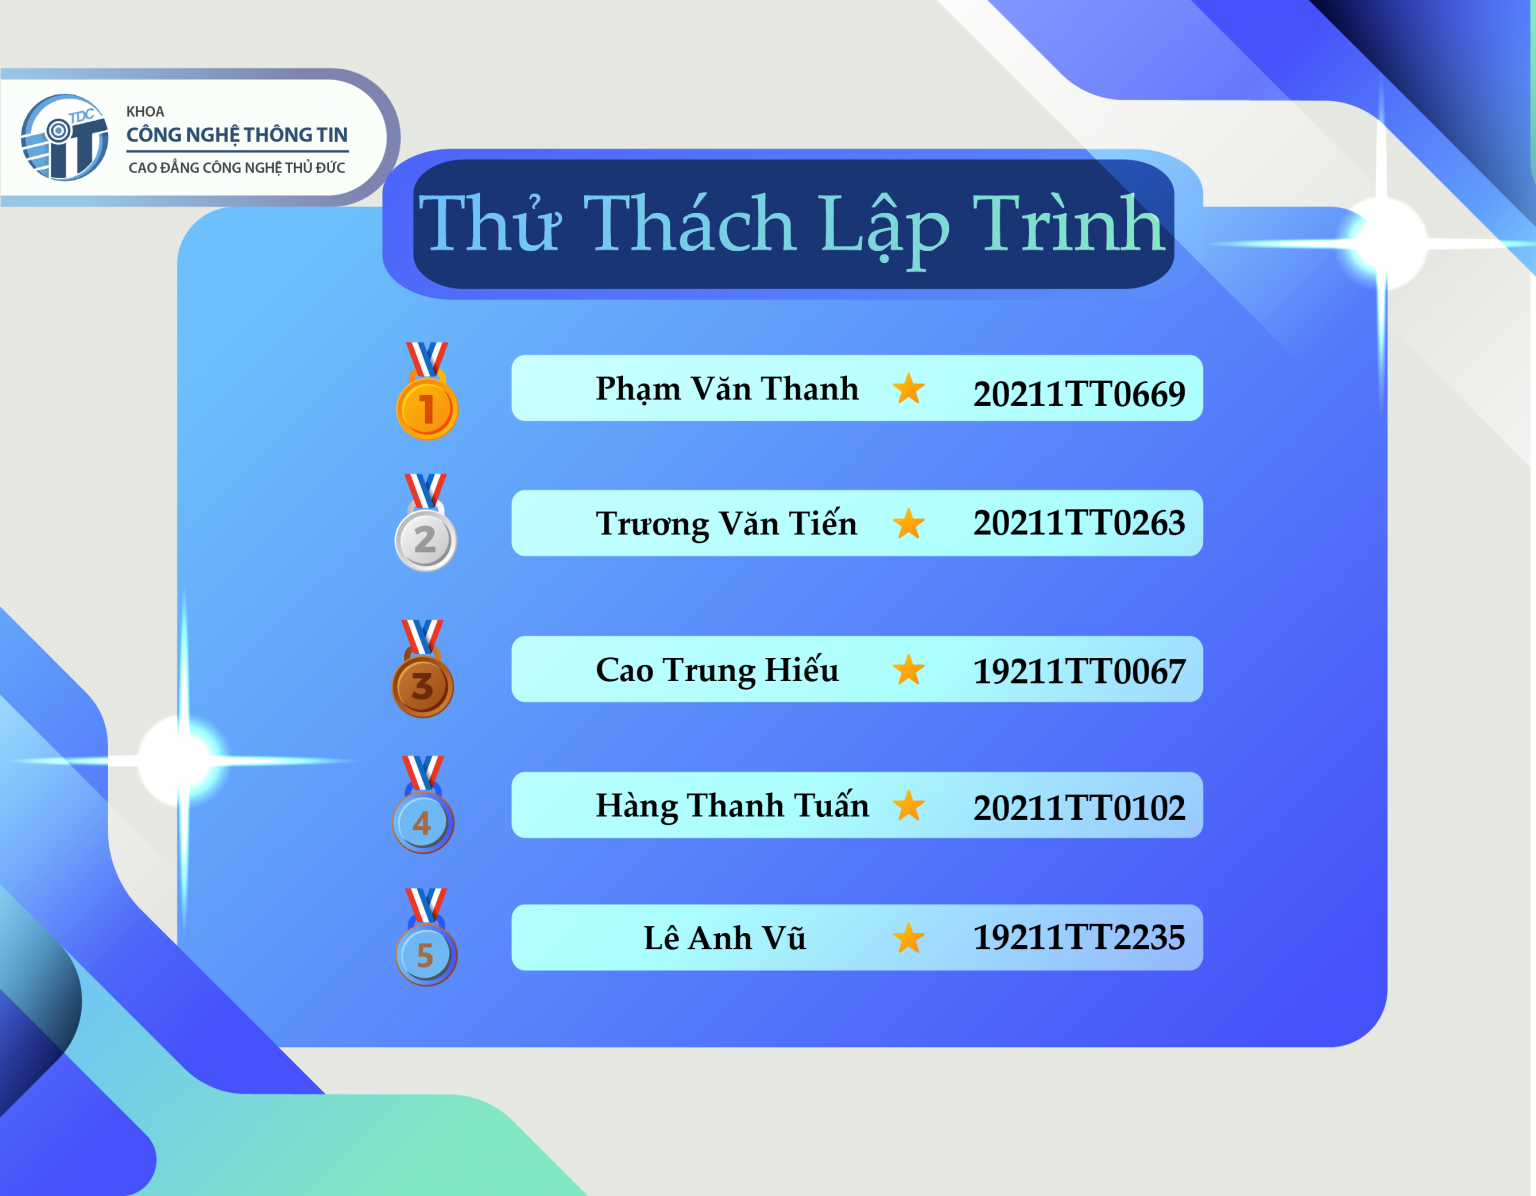 TDC
iT
KHOA
CÔNG NGHỆ THÔNG TIN
CAO ĐẲNG CÔNG NGHỆ THỦ ĐỨC
Thử Thách Lập Trình
1 Phạm Văn Thanh 20211TT0669
2 Trương Văn Tiến 20211TT0263
3 Cao Trung Hiếu 19211TT0067
4 Hàng Thanh Tuấn 20211TT0102
5 Lê Anh Vũ 19211TT2235